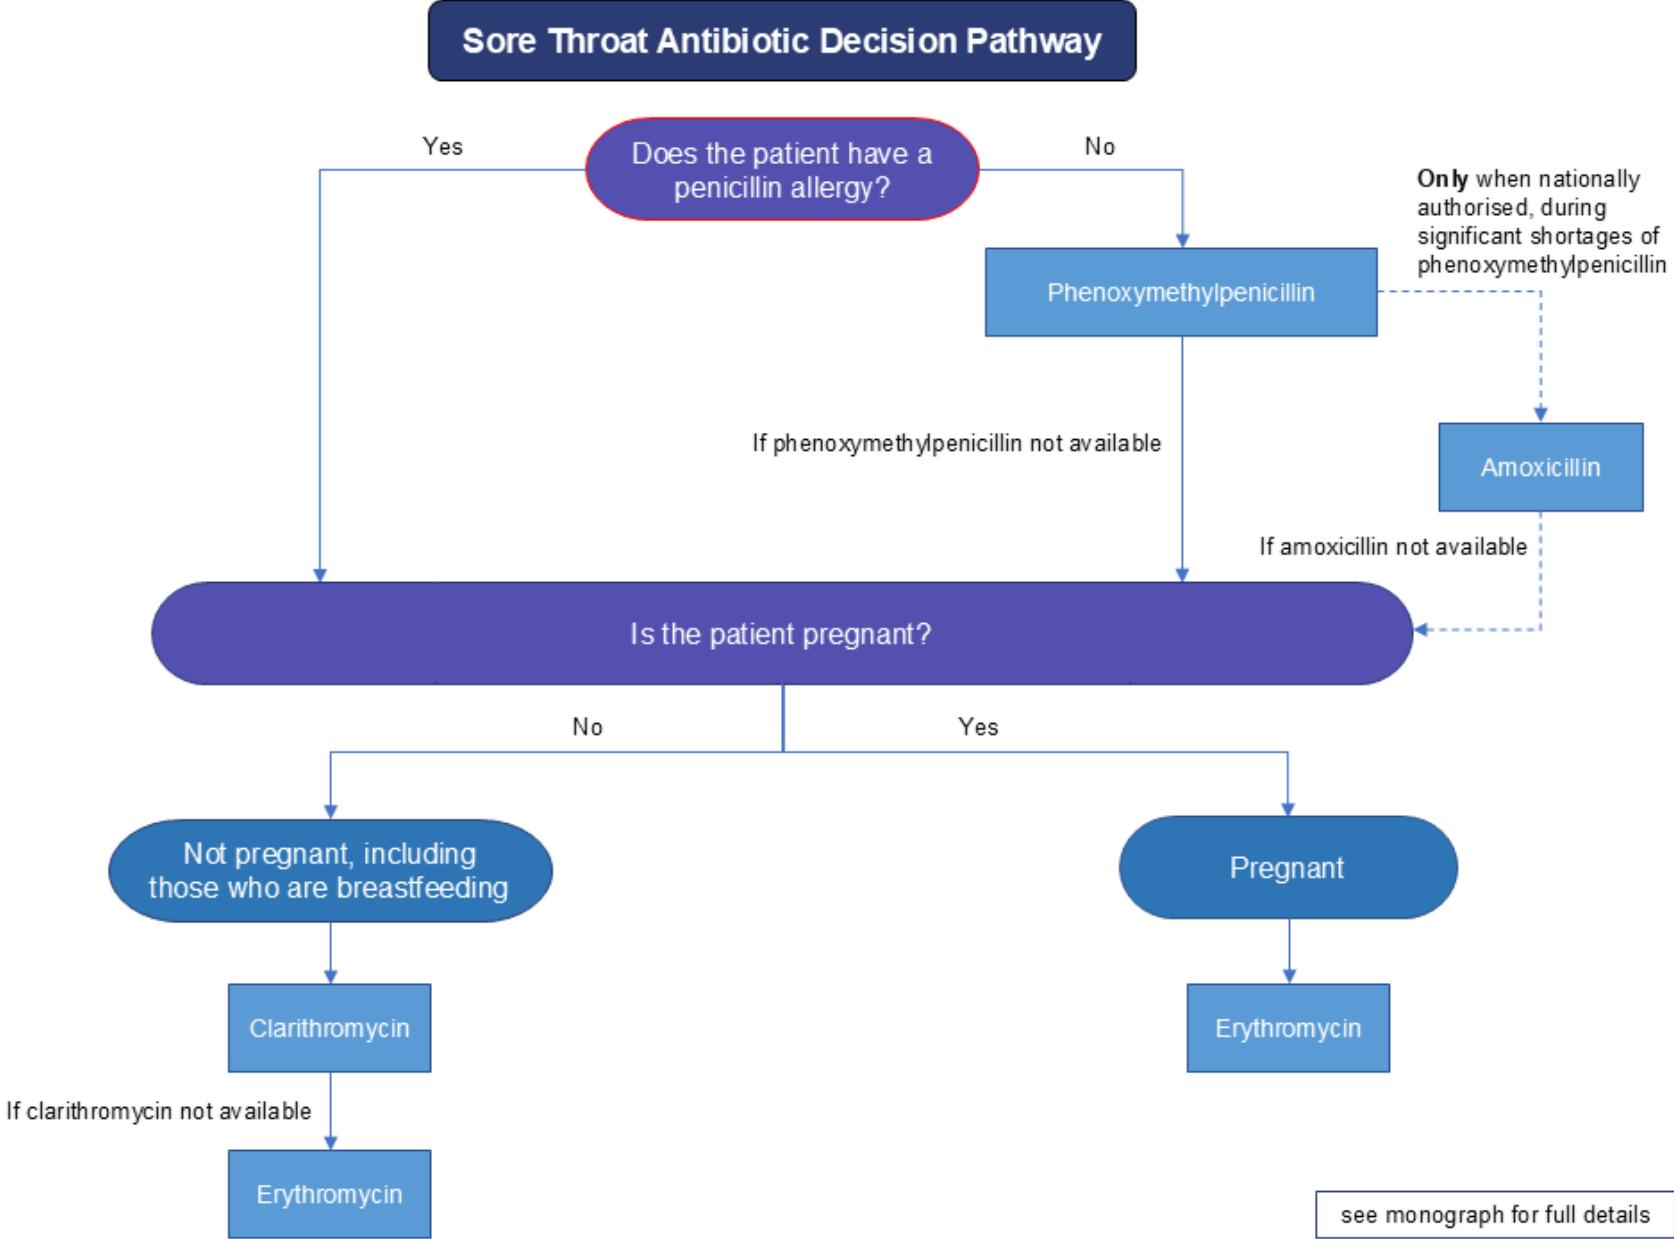 Sore Throat Antibiotic Decision Pathway
Yes
Does the patient have a
penicillin allergy?
No
Only when nationally
authorised, during
significant shortages of
phenoxymethylpenicillin
Phenoxymethylpenicillin
If phenoxymethylpenicillin not available
Amoxicillin
If amoxicillin not available
Is the patient pregnant?
No
Yes
Not pregnant, including
those who are breastfeeding
Pregnant
Clarithromycin
Erythromycin
If clarithromycin not available
Erythromycin
see monograph for full details